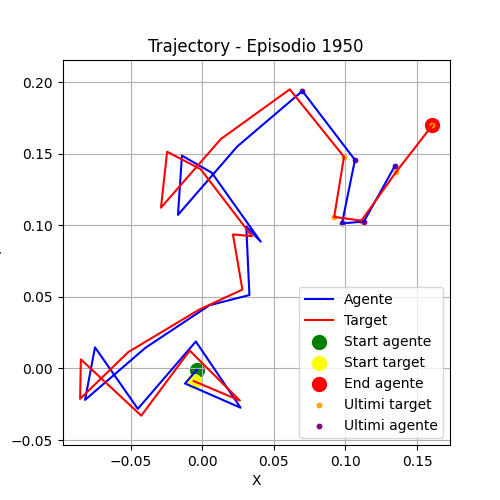 Trajectory - Episodio 1950
0.20
0.15
0.10
0.05
0.00
−0.05
−0.05
0.00
0.05
0.10
0.15
X
Agente
Target
Start agente
Start target
End agente
Ultimi target
Ultimi agente